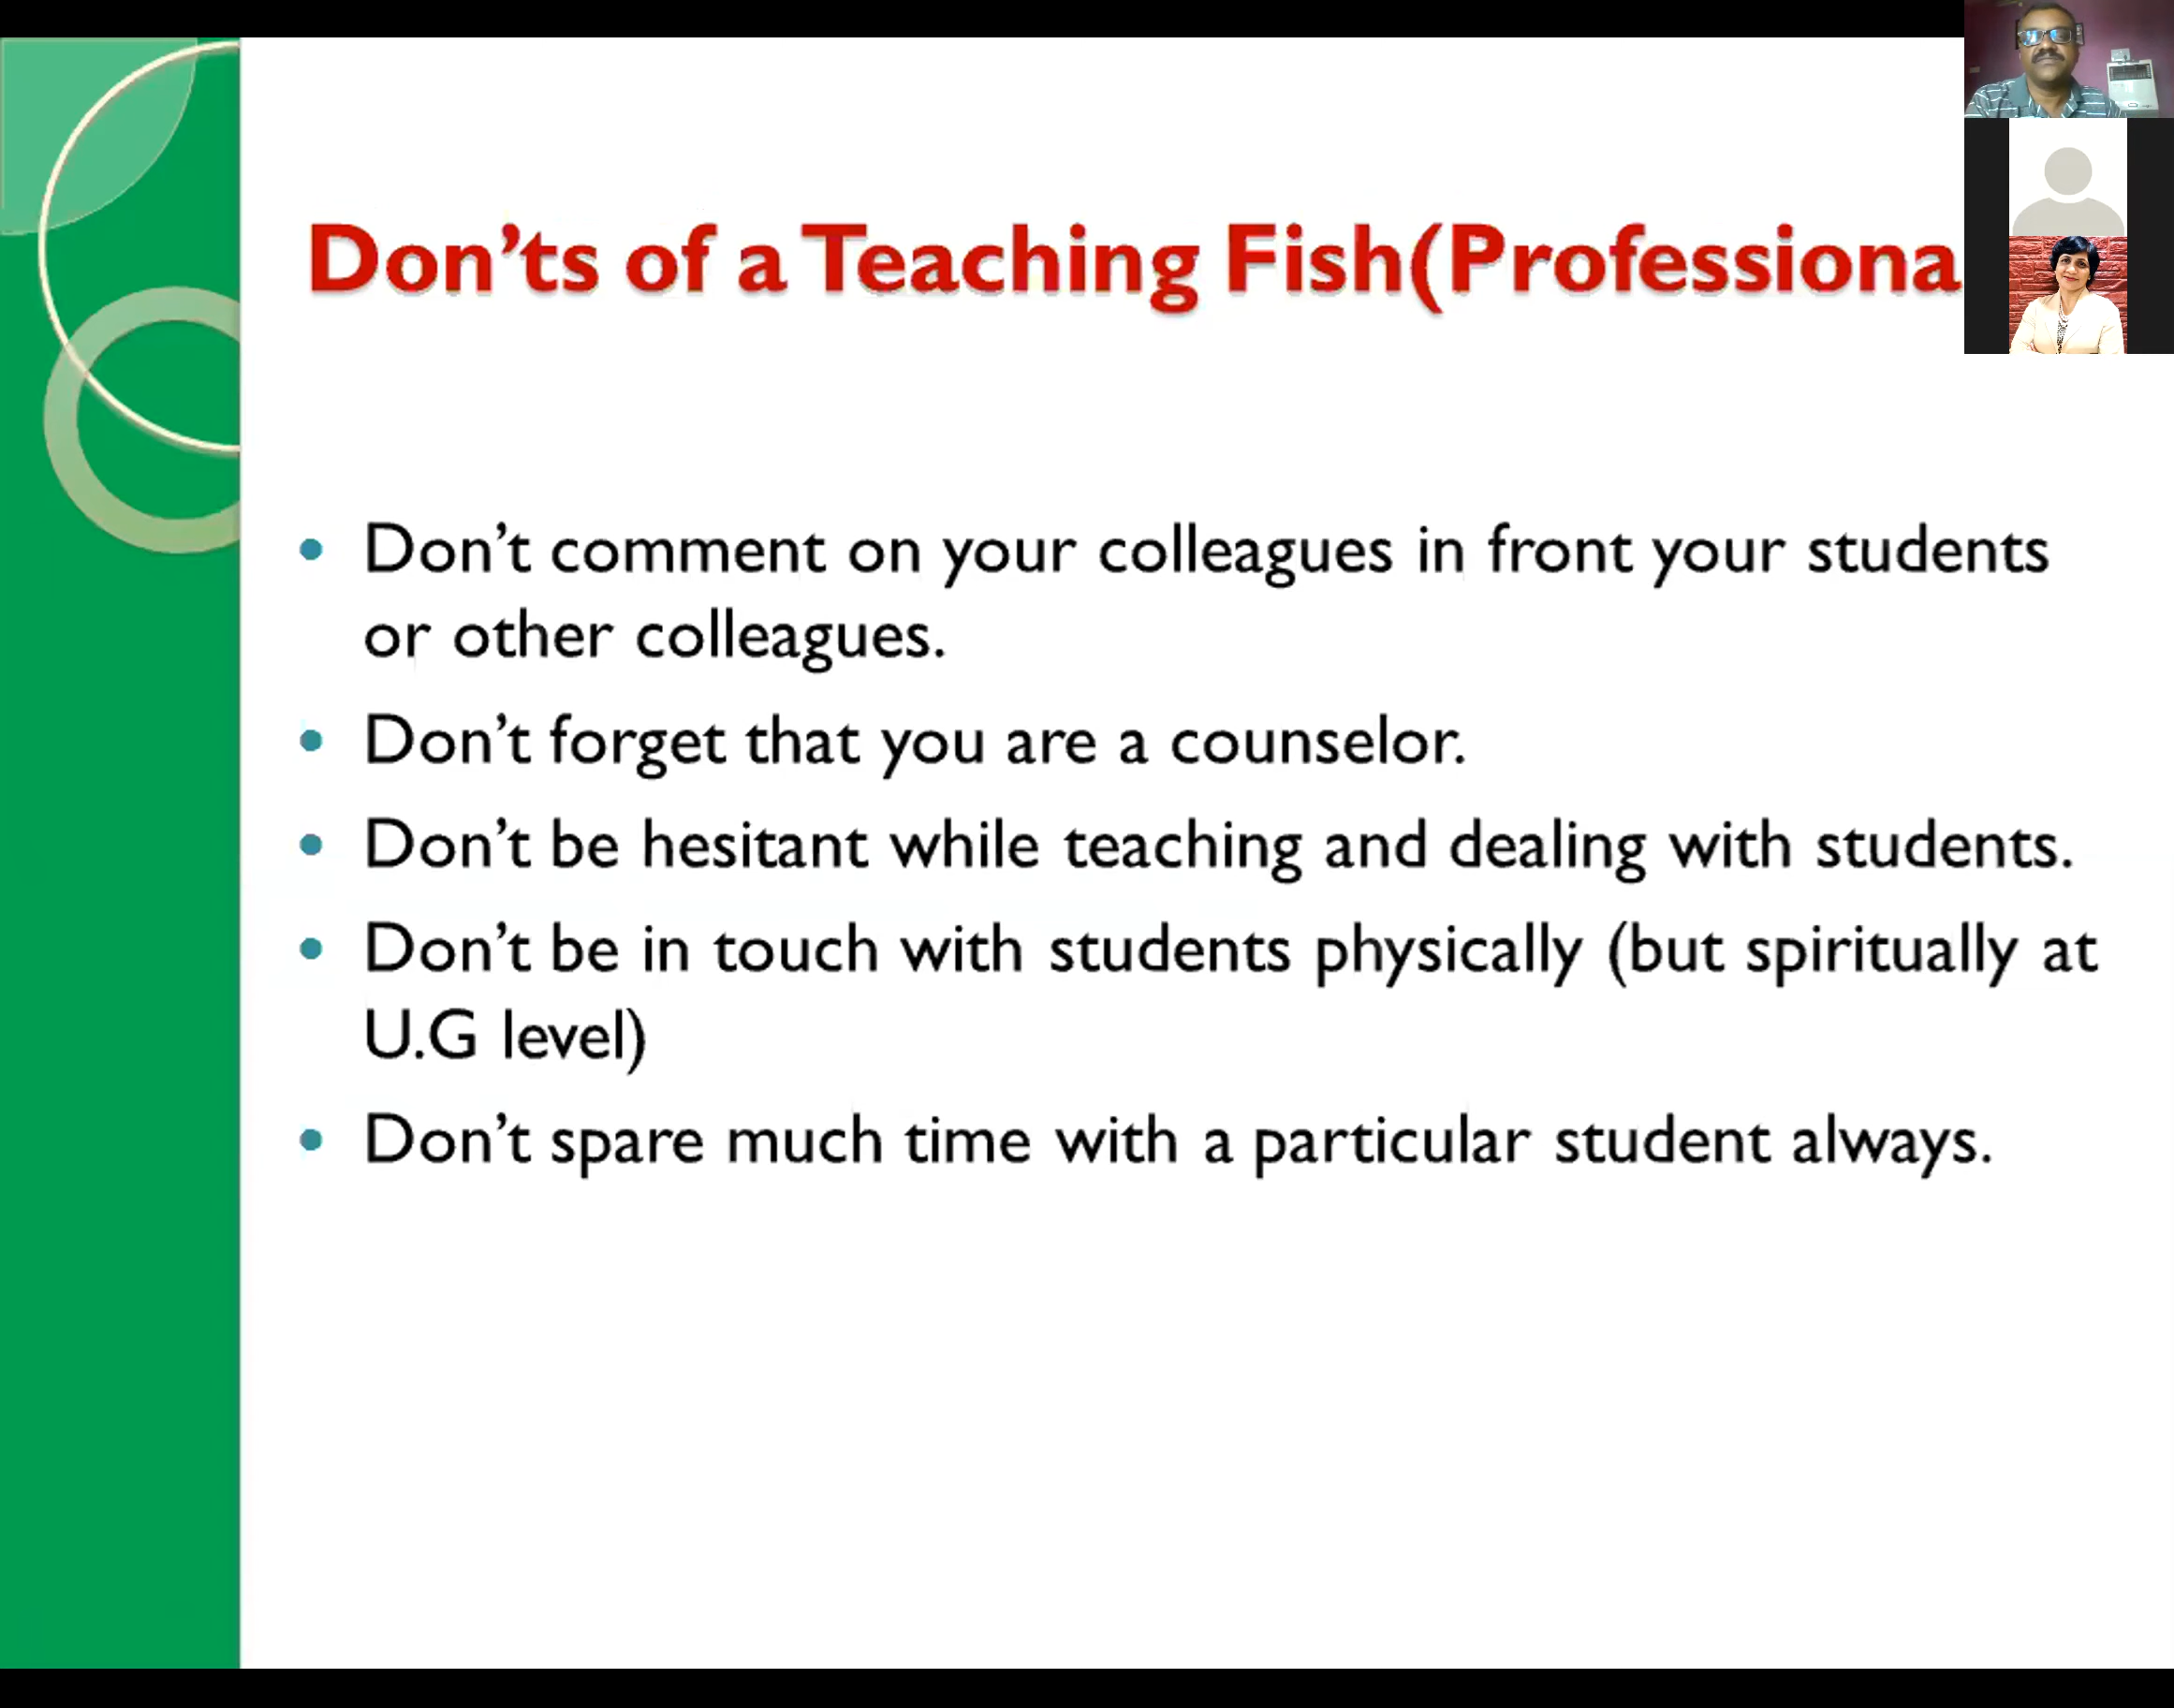 Don’ts of a Teaching Fish(Professiona
• Don’t comment on your colleagues in front your students
or other colleagues.
• Don’t forget that you are a counselor.
• Don’t be hesitant while teaching and dealing with students.
• Don’t be in touch with students physically (but spiritually at
U.G level)
• Don’t spare much time with a particular student always.